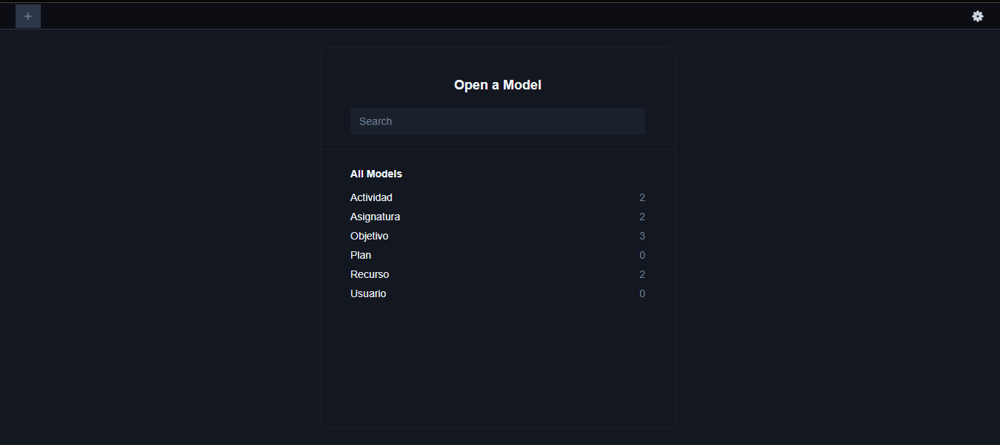 +
Open a Model
Search
All Models
Actividad 2
Asignatura 2
Objetivo 3
Plan 0
Recurso 2
Usuario 0